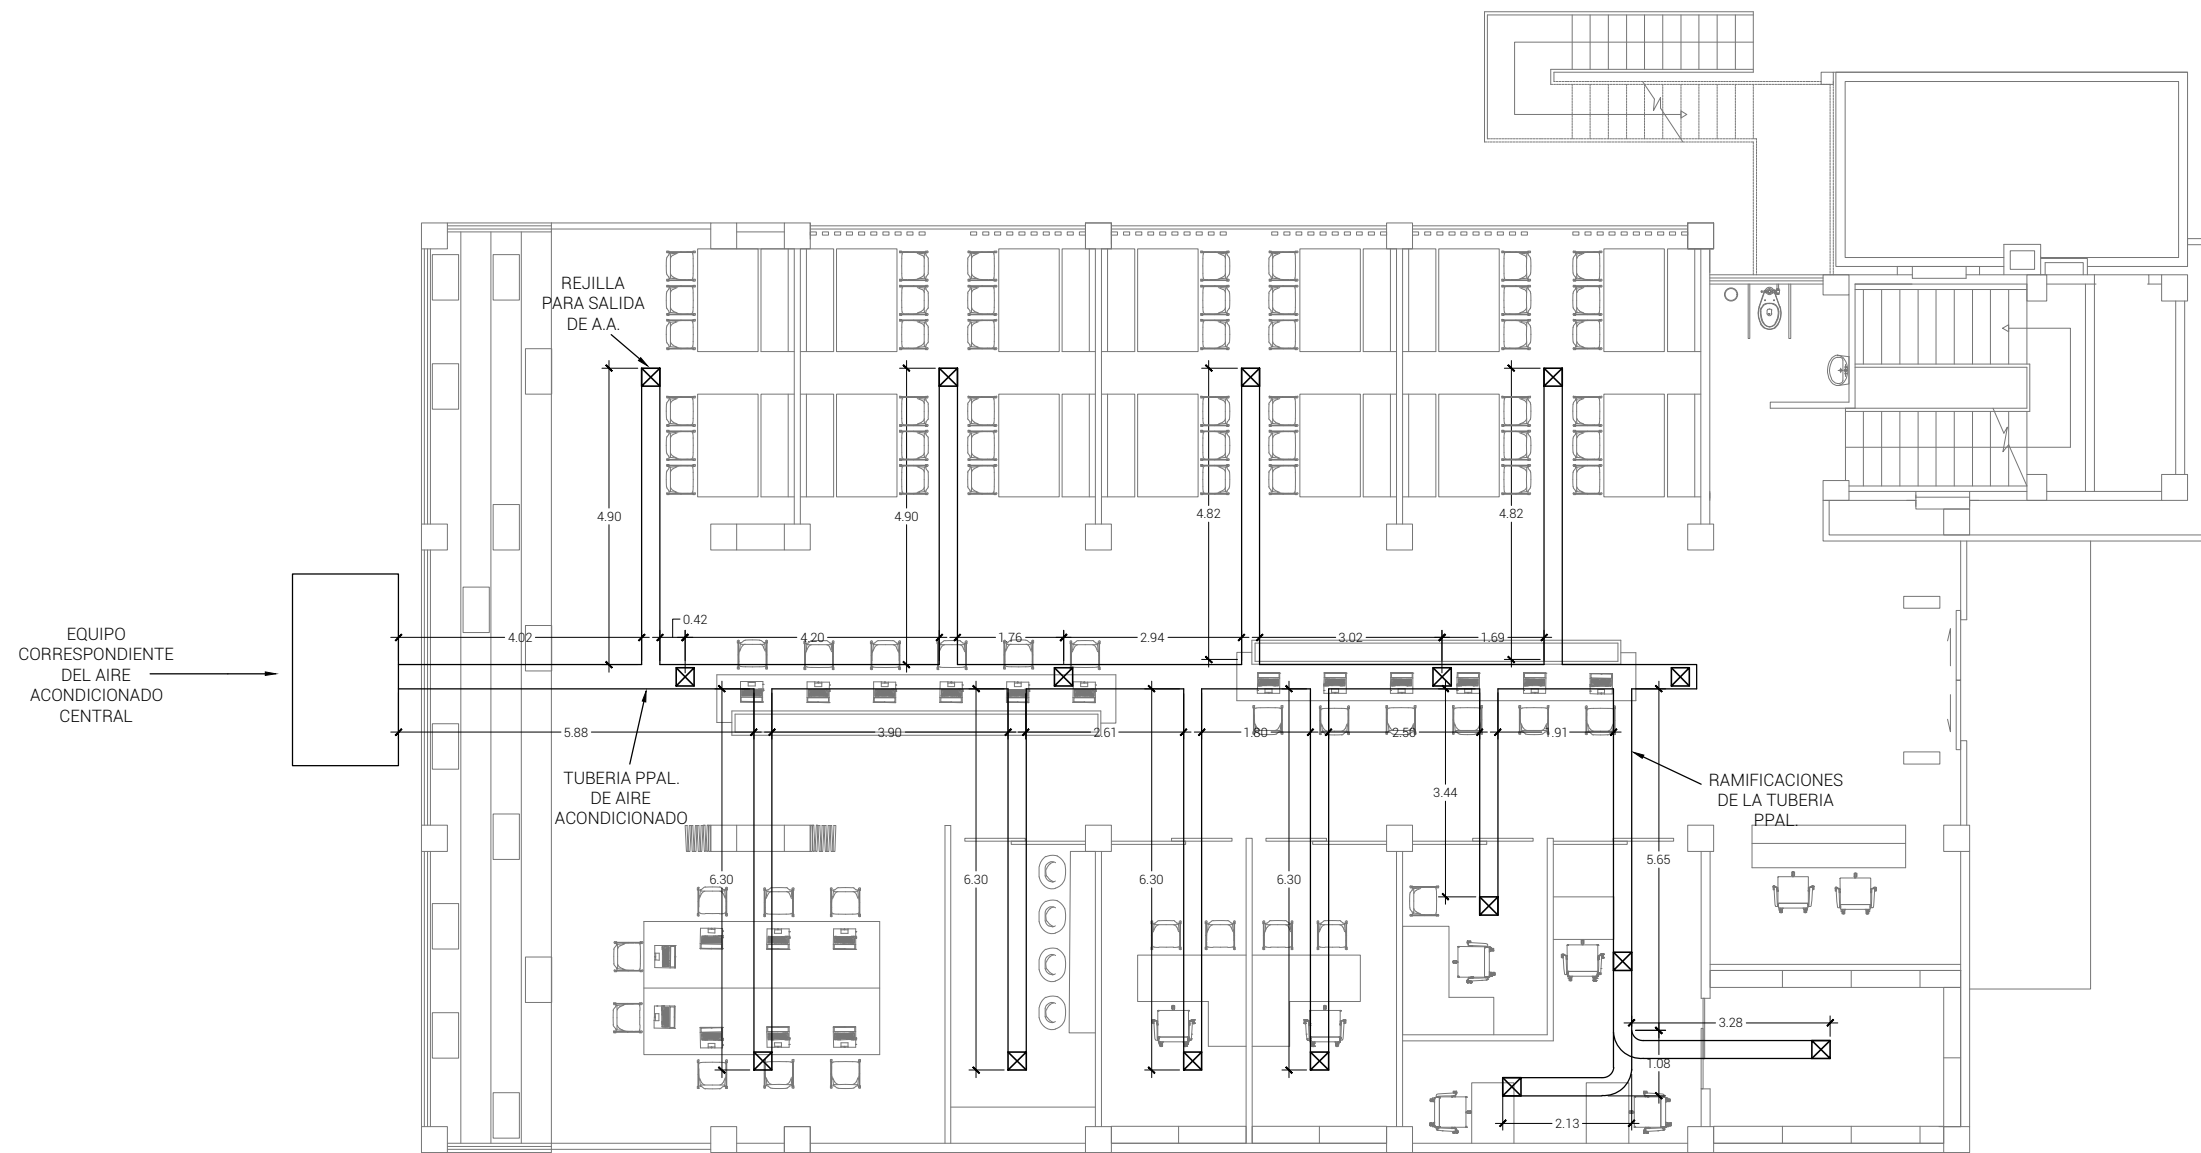 REJILLA
PARA SALIDA
DE A.A.
4.90
4.90
4.82
4.82
0.42
4.02
4.20
1.76
2.94
3.02
1.69
EQUIPO
CORRESPONDIENTE
DEL AIRE
ACONDICIONADO
CENTRAL
5.88
3.90
2.61
1.80
2.50
1.91
TUBERIA PPAL.
DE AIRE
ACONDICIONADO
3.44
RAMIFICACIONES
DE LA TUBERIA
PPAL.
6.30
6.30
6.30
6.30
5.65
3.28
1.08
2.13